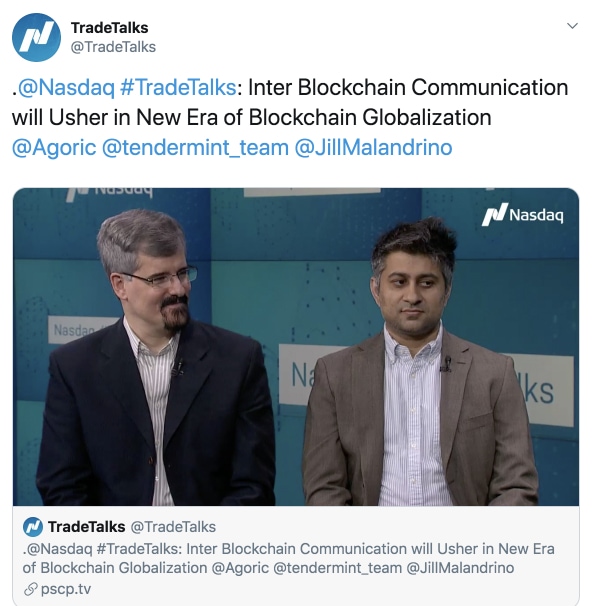 TradeTalks
@TradeTalks
.@Nasdaq #TradeTalks: Inter Blockchain Communication
will Usher in New Era of Blockchain Globalization
@Agoric @tendermint_team @JillMalandrino
Nasdaq
Nasdaq
Nasdaq
TradeTalks @TradeTalks
.@Nasdaq #TradeTalks: Inter Blockchain Communication will Usher in New Era
of Blockchain Globalization @Agoric @tendermint_team @JillMalandrino
pscp.tv